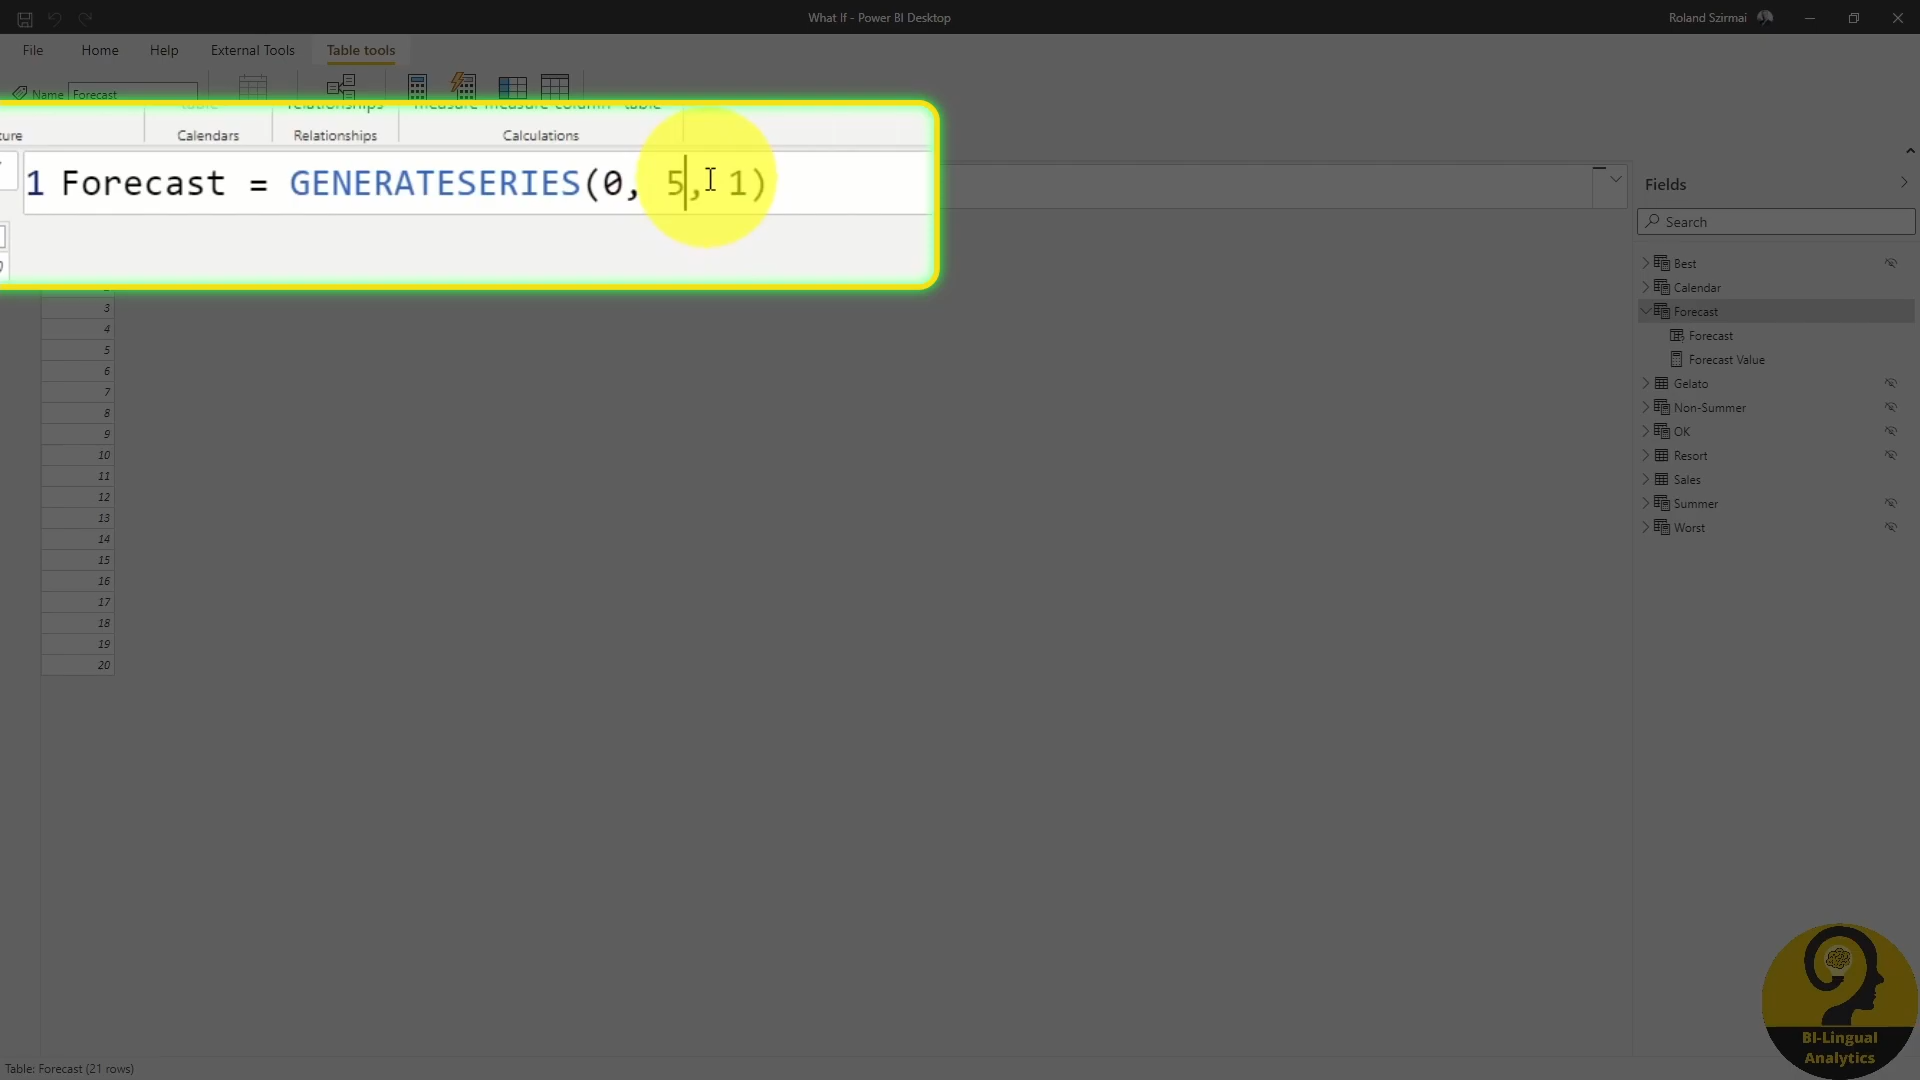 What If - Power BI Desktop
Roland Szirmai
File Home Help External Tools Table tools
Name Forecast
Calendars Relationships Calculations
1 Forecast = GENERATESERIES(0, 5, 1)
3
4
5
6
7
8
9
10
11
12
13
14
15
16
17
18
19
20
Fields
Search
Best
Calendar
Forecast
Forecast
Forecast Value
Gelato
Non-Summer
OK
Resort
Sales
Summer
Worst
BI-Lingual
Analytics
Table: Forecast (21 rows)